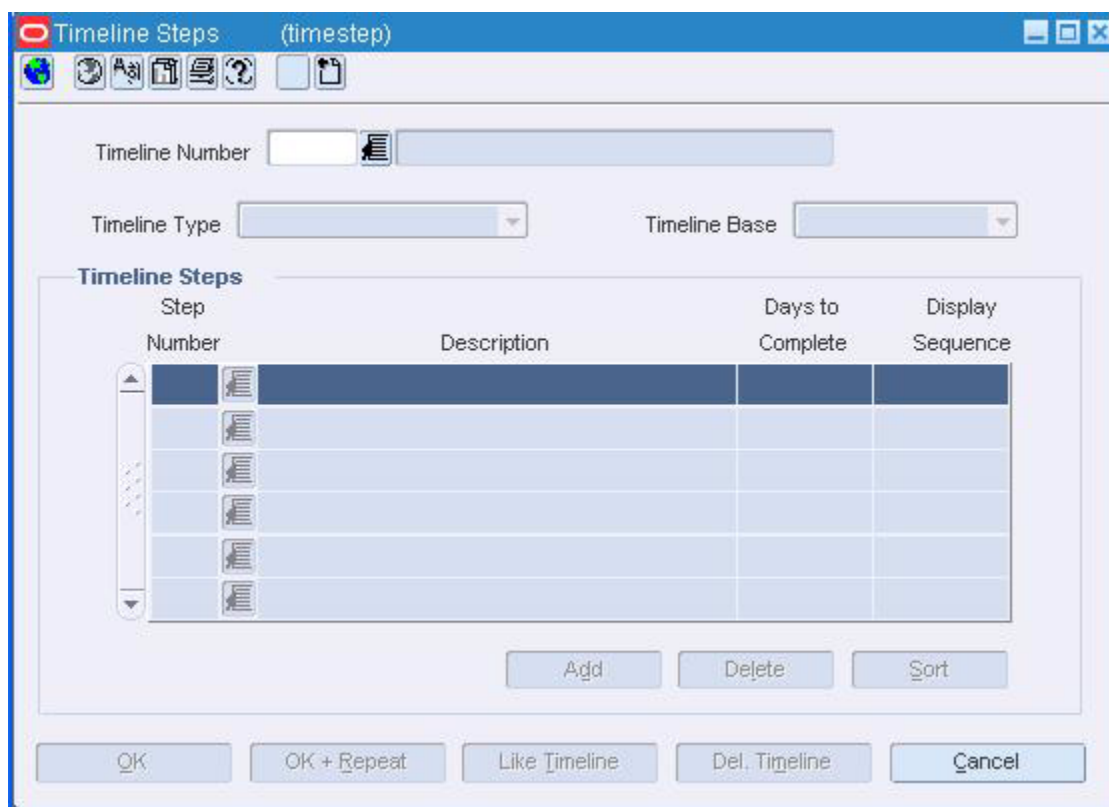 Timeline Steps (timestep)
Timeline Number
Timeline Type Timeline Base
Timeline Steps
Step Days to Display
Number Description Complete Sequence
Add Delete Sort
OK OK + Repeat Like Timeline Del. Timeline Cancel